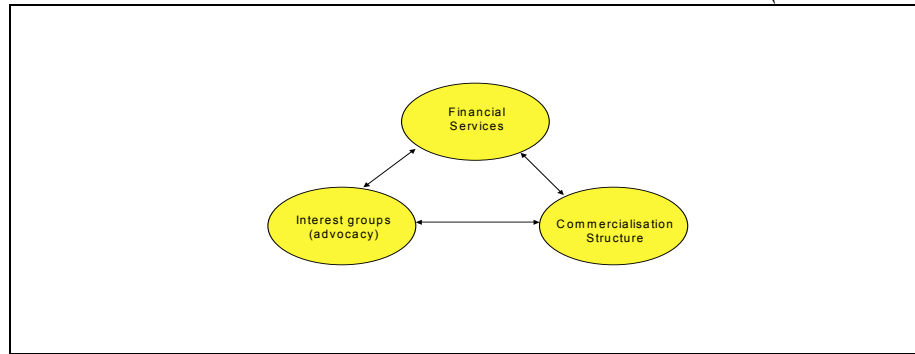 Financial
Services
Interest groups
(advocacy)
Commercialisation
Structure